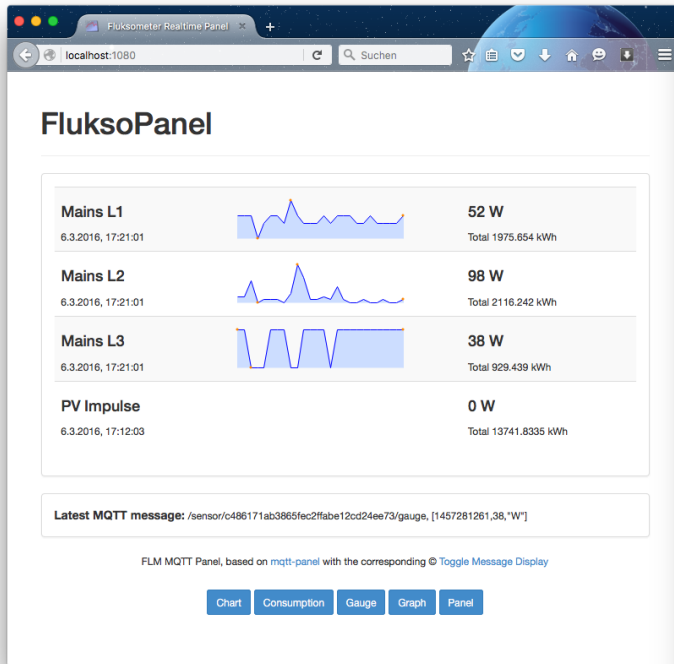 Fluksometer Realtime Panel
localhost:1080
Suchen
FluksoPanel
Mains L1
52 W
6.3.2016, 17:21:01
Total 1975.654 kWh
Mains L2
98 W
6.3.2016, 17:21:01
Total 2116.242 kWh
Mains L3
38 W
6.3.2016, 17:21:01
Total 929.439 kWh
PV Impulse
0 W
6.3.2016, 17:12:03
Total 13741.8335 kWh
Latest MQTT message: /sensor/c486171ab3865fec2ffabe12cd24ee73/gauge, [1457281261,38,"W"]
FLM MQTT Panel, based on mqtt-panel with the corresponding © Toggle Message Display
Chart Consumption Gauge Graph Panel